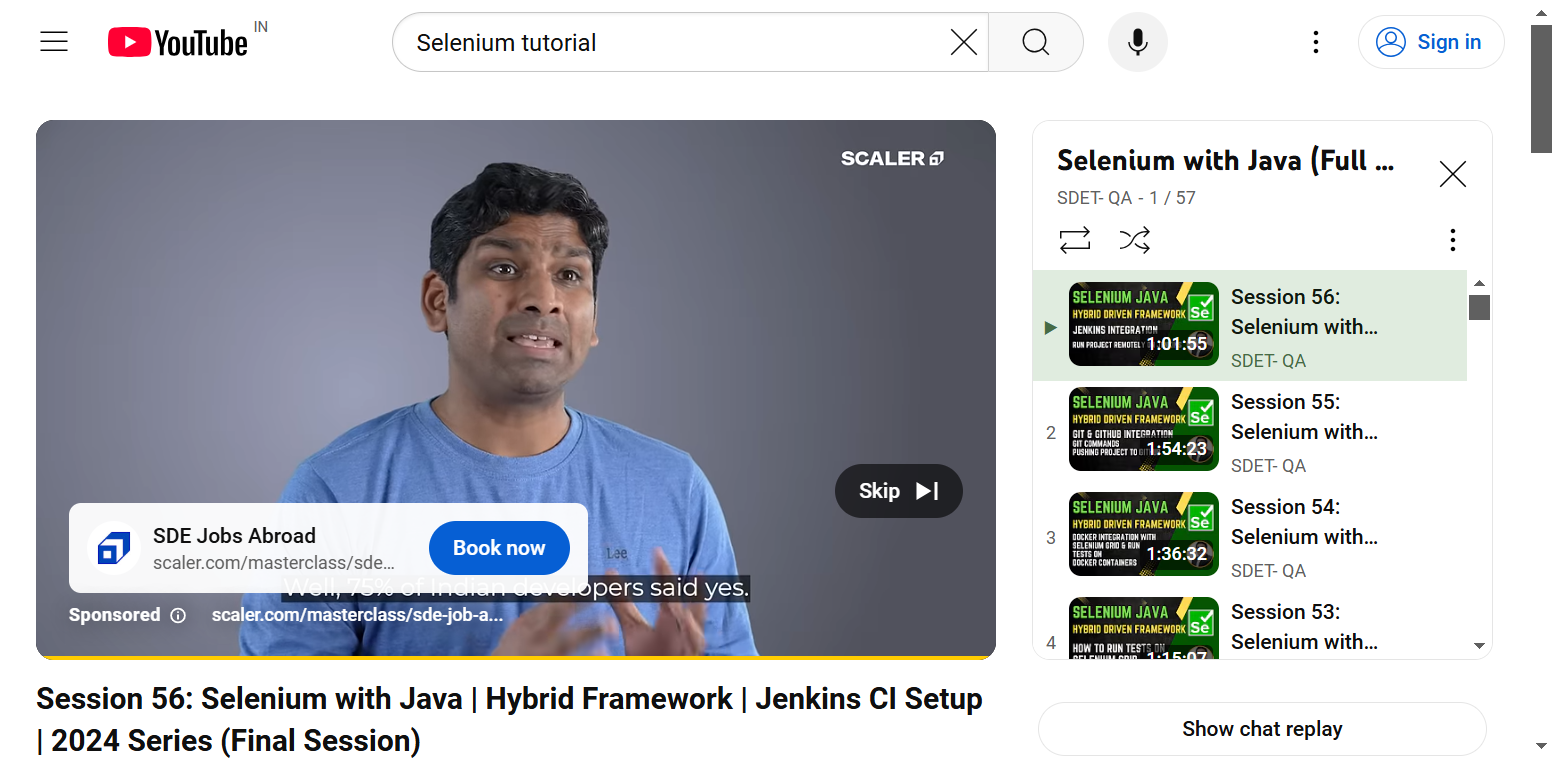 YouTube IN
Selenium tutorial
Sign in
SCALER
Skip
SDE Jobs Abroad
scaler.com/masterclass/sde...
Book now
Lee
Well, 75% of Indian developers said yes.
Sponsored
scaler.com/masterclass/sde-job-a...
Session 56: Selenium with Java | Hybrid Framework | Jenkins CI Setup
| 2024 Series (Final Session)
Selenium with Java (Full ...
SDET- QA - 1 / 57
SELENIUM JAVA
HYBRID DRIVEN FRAMEWORK
Se
JENKINS INTEGRATION
RUN PROJECT REMOTELY
1:01:55
Session 56:
Selenium with...
SDET- QA
2
SELENIUM JAVA
HYBRID DRIVEN FRAMEWORK
Se
GIT & GITHUB INTEGRATION
GIT COMMANDS
PUSHING PROJECT TO
1:54:23
Session 55:
Selenium with...
SDET- QA
3
SELENIUM JAVA
HYBRID DRIVEN FRAMEWORK
Se
DOCKER INTEGRATION WITH
SELENIUM GRID & RUN
TESTS ON
DOCKER CONTAINERS
1:36:32
Session 54:
Selenium with...
SDET- QA
4
SELENIUM JAVA
HYBRID DRIVEN FRAMEWORK
Se
HOW TO RUN TESTS ON
SELENIUM GRID
1:15:07
Session 53:
Selenium with...
Show chat replay